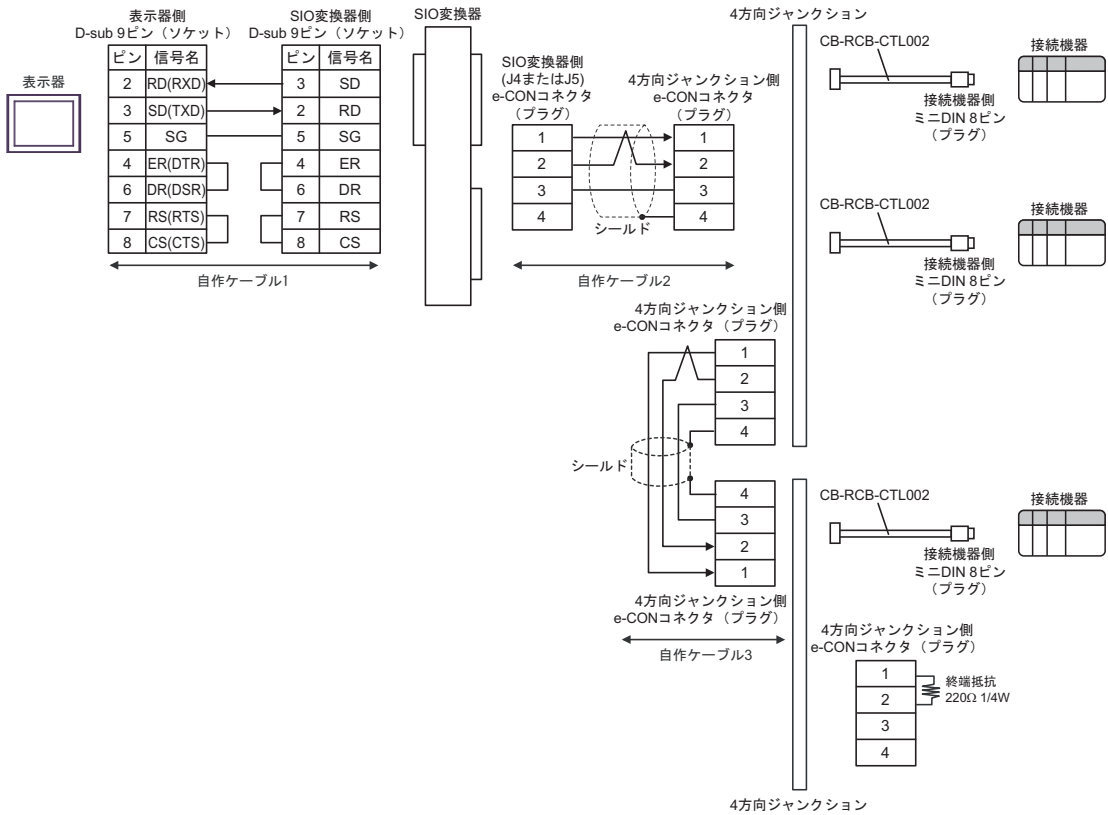 表示器
表示器側
D-sub 9ピン（ソケット）
ピン 信号名
2 RD(RXD)
3 SD(TXD)
5 SG
4 ER(DTR)
6 DR(DSR)
7 RS(RTS)
8 CS(CTS)
SIO変換器側
D-sub 9ピン（ソケット）
ピン 信号名
3 SD
2 RD
5 SG
4 ER
6 DR
7 RS
8 CS
自作ケーブル1
SIO変換器
SIO変換器側
(J4またはJ5)
e-CONコネクタ
（プラグ）
1
2
3
4
シールド
4方向ジャンクション側
e-CONコネクタ
（プラグ）
1
2
3
4
自作ケーブル2
4方向ジャンクション
CB-RCB-CTL002
接続機器側
ミニDIN 8ピン
（プラグ）
接続機器
CB-RCB-CTL002
接続機器側
ミニDIN 8ピン
（プラグ）
接続機器
4方向ジャンクション側
e-CONコネクタ（プラグ）
1
2
3
4
シールド
4
3
2
1
4方向ジャンクション側
e-CONコネクタ（プラグ）
自作ケーブル3
CB-RCB-CTL002
接続機器側
ミニDIN 8ピン
（プラグ）
接続機器
4方向ジャンクション側
e-CONコネクタ（プラグ）
1
2
3
4
終端抵抗
220Ω 1/4W
4方向ジャンクション